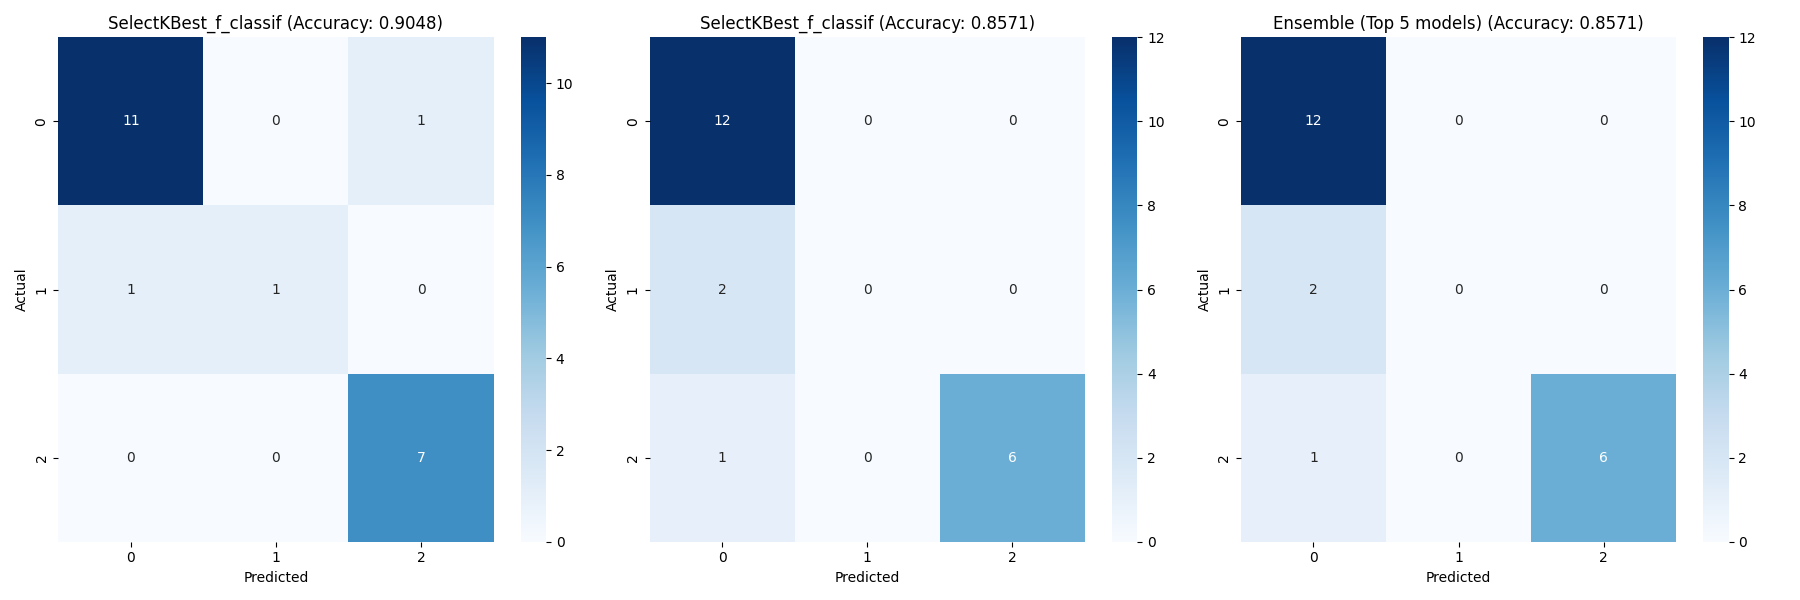 SelectKBest_f_classif (Accuracy: 0.9048)
0
1
2
Actual
11 0 1
1 1 0
0 0 7
0 1 2
Predicted
10
8
6
4
2
0
SelectKBest_f_classif (Accuracy: 0.8571)
0
1
2
Actual
12 0 0
2 0 0
1 0 6
0 1 2
Predicted
12
10
8
6
4
2
0
Ensemble (Top 5 models) (Accuracy: 0.8571)
0
1
2
Actual
12 0 0
2 0 0
1 0 6
0 1 2
Predicted
12
10
8
6
4
2
0